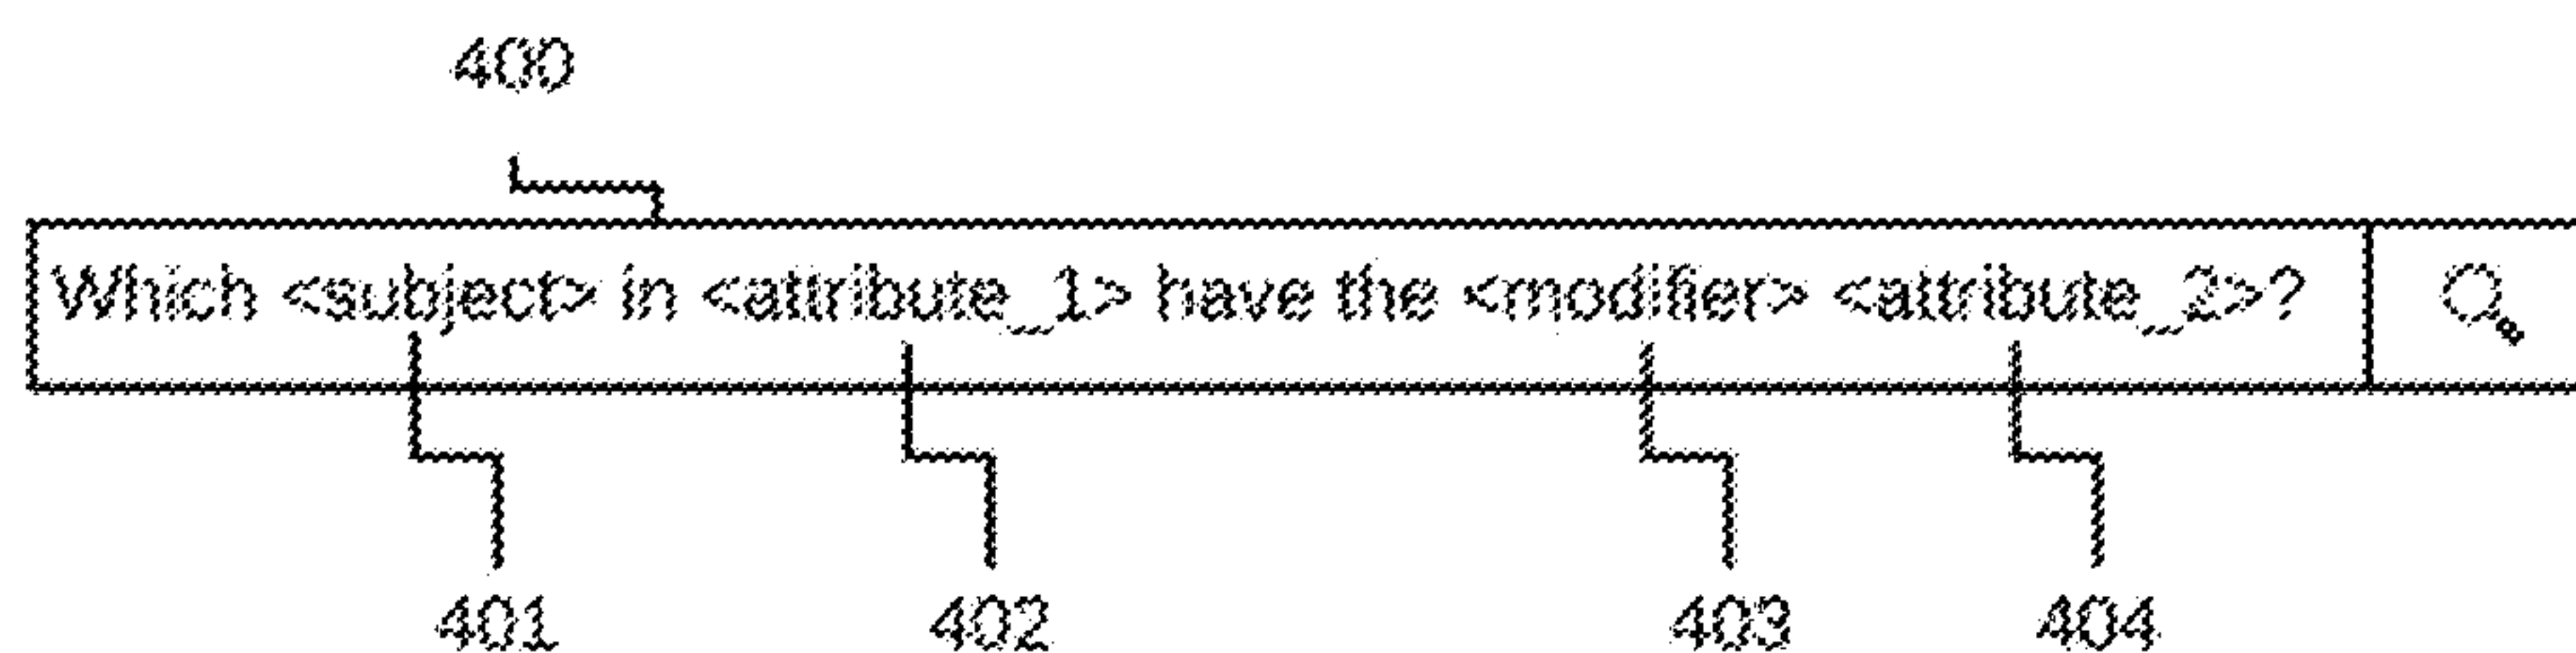 400
Which <subject> in <attribute_1> have the <modifier> <attribute_2>?
401 402 403 404